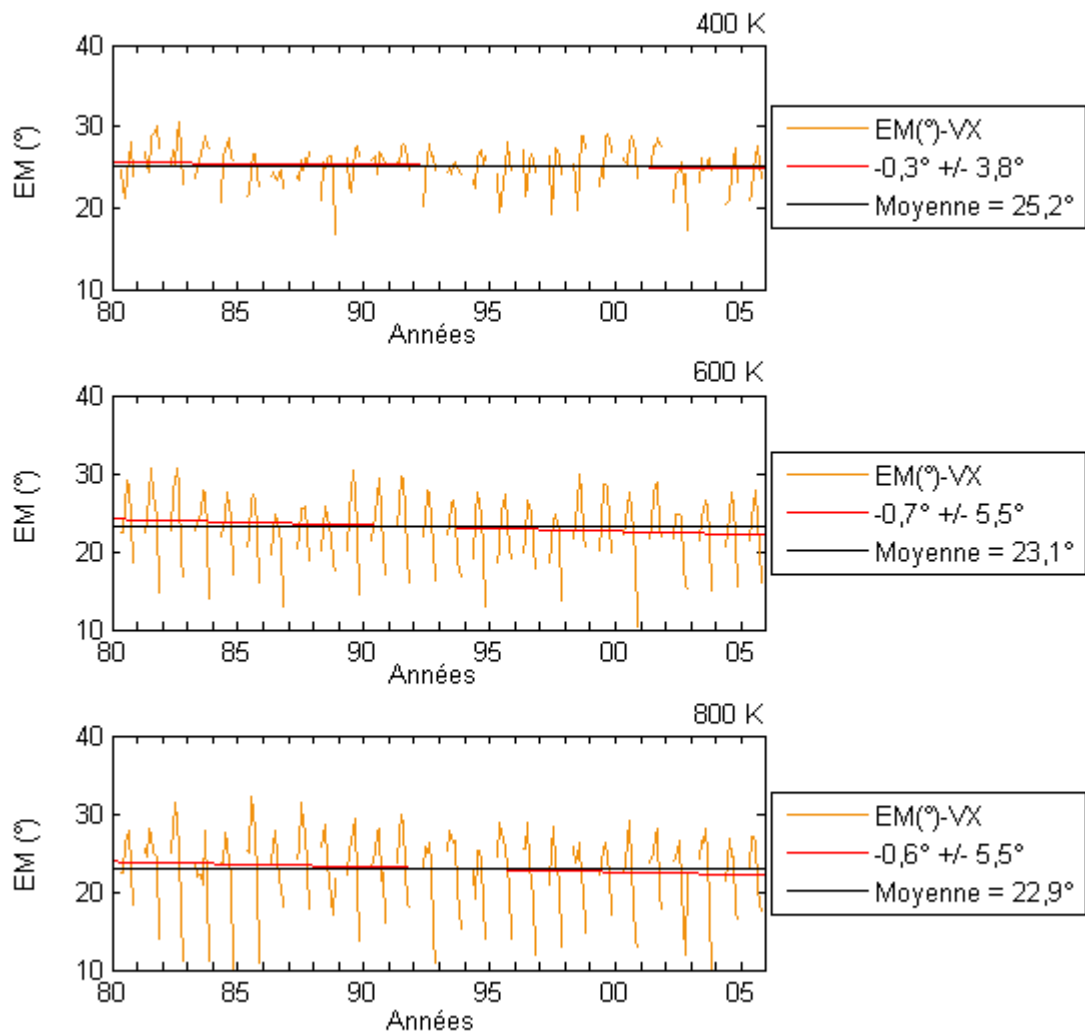 400 K
40
30
20
10
EM (°)
80 85 90 95 00 05
Années
EM(°)-VX
-0,3° +/- 3,8°
Moyenne = 25,2°
600 K
40
30
20
10
EM (°)
80 85 90 95 00 05
Années
EM(°)-VX
-0,7° +/- 5,5°
Moyenne = 23,1°
800 K
40
30
20
10
EM (°)
80 85 90 95 00 05
Années
EM(°)-VX
-0,6° +/- 5,5°
Moyenne = 22,9°